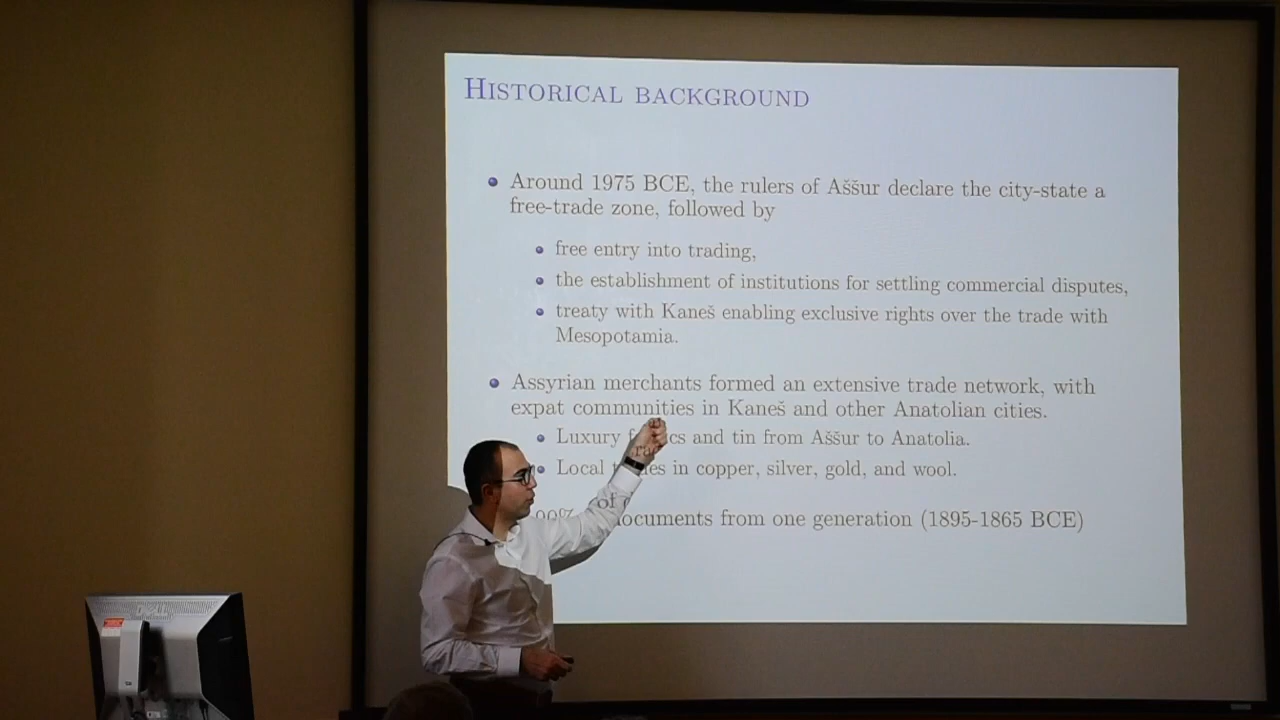 HISTORICAL BACKGROUND
Around 1975 BCE, the rulers of Aššur declare the city-state a
free-trade zone, followed by
free entry into trading,
the establishment of institutions for settling commercial disputes,
treaty with Kaneš enabling exclusive rights over the trade with
Mesopotamia.
Assyrian merchants formed an extensive trade network, with
expat communities in Kaneš and other Anatolian cities.
Luxury fabrics and tin from Aššur to Anatolia.
Local trades in copper, silver, gold, and wool.
of documents from one generation (1895-1865 BCE)